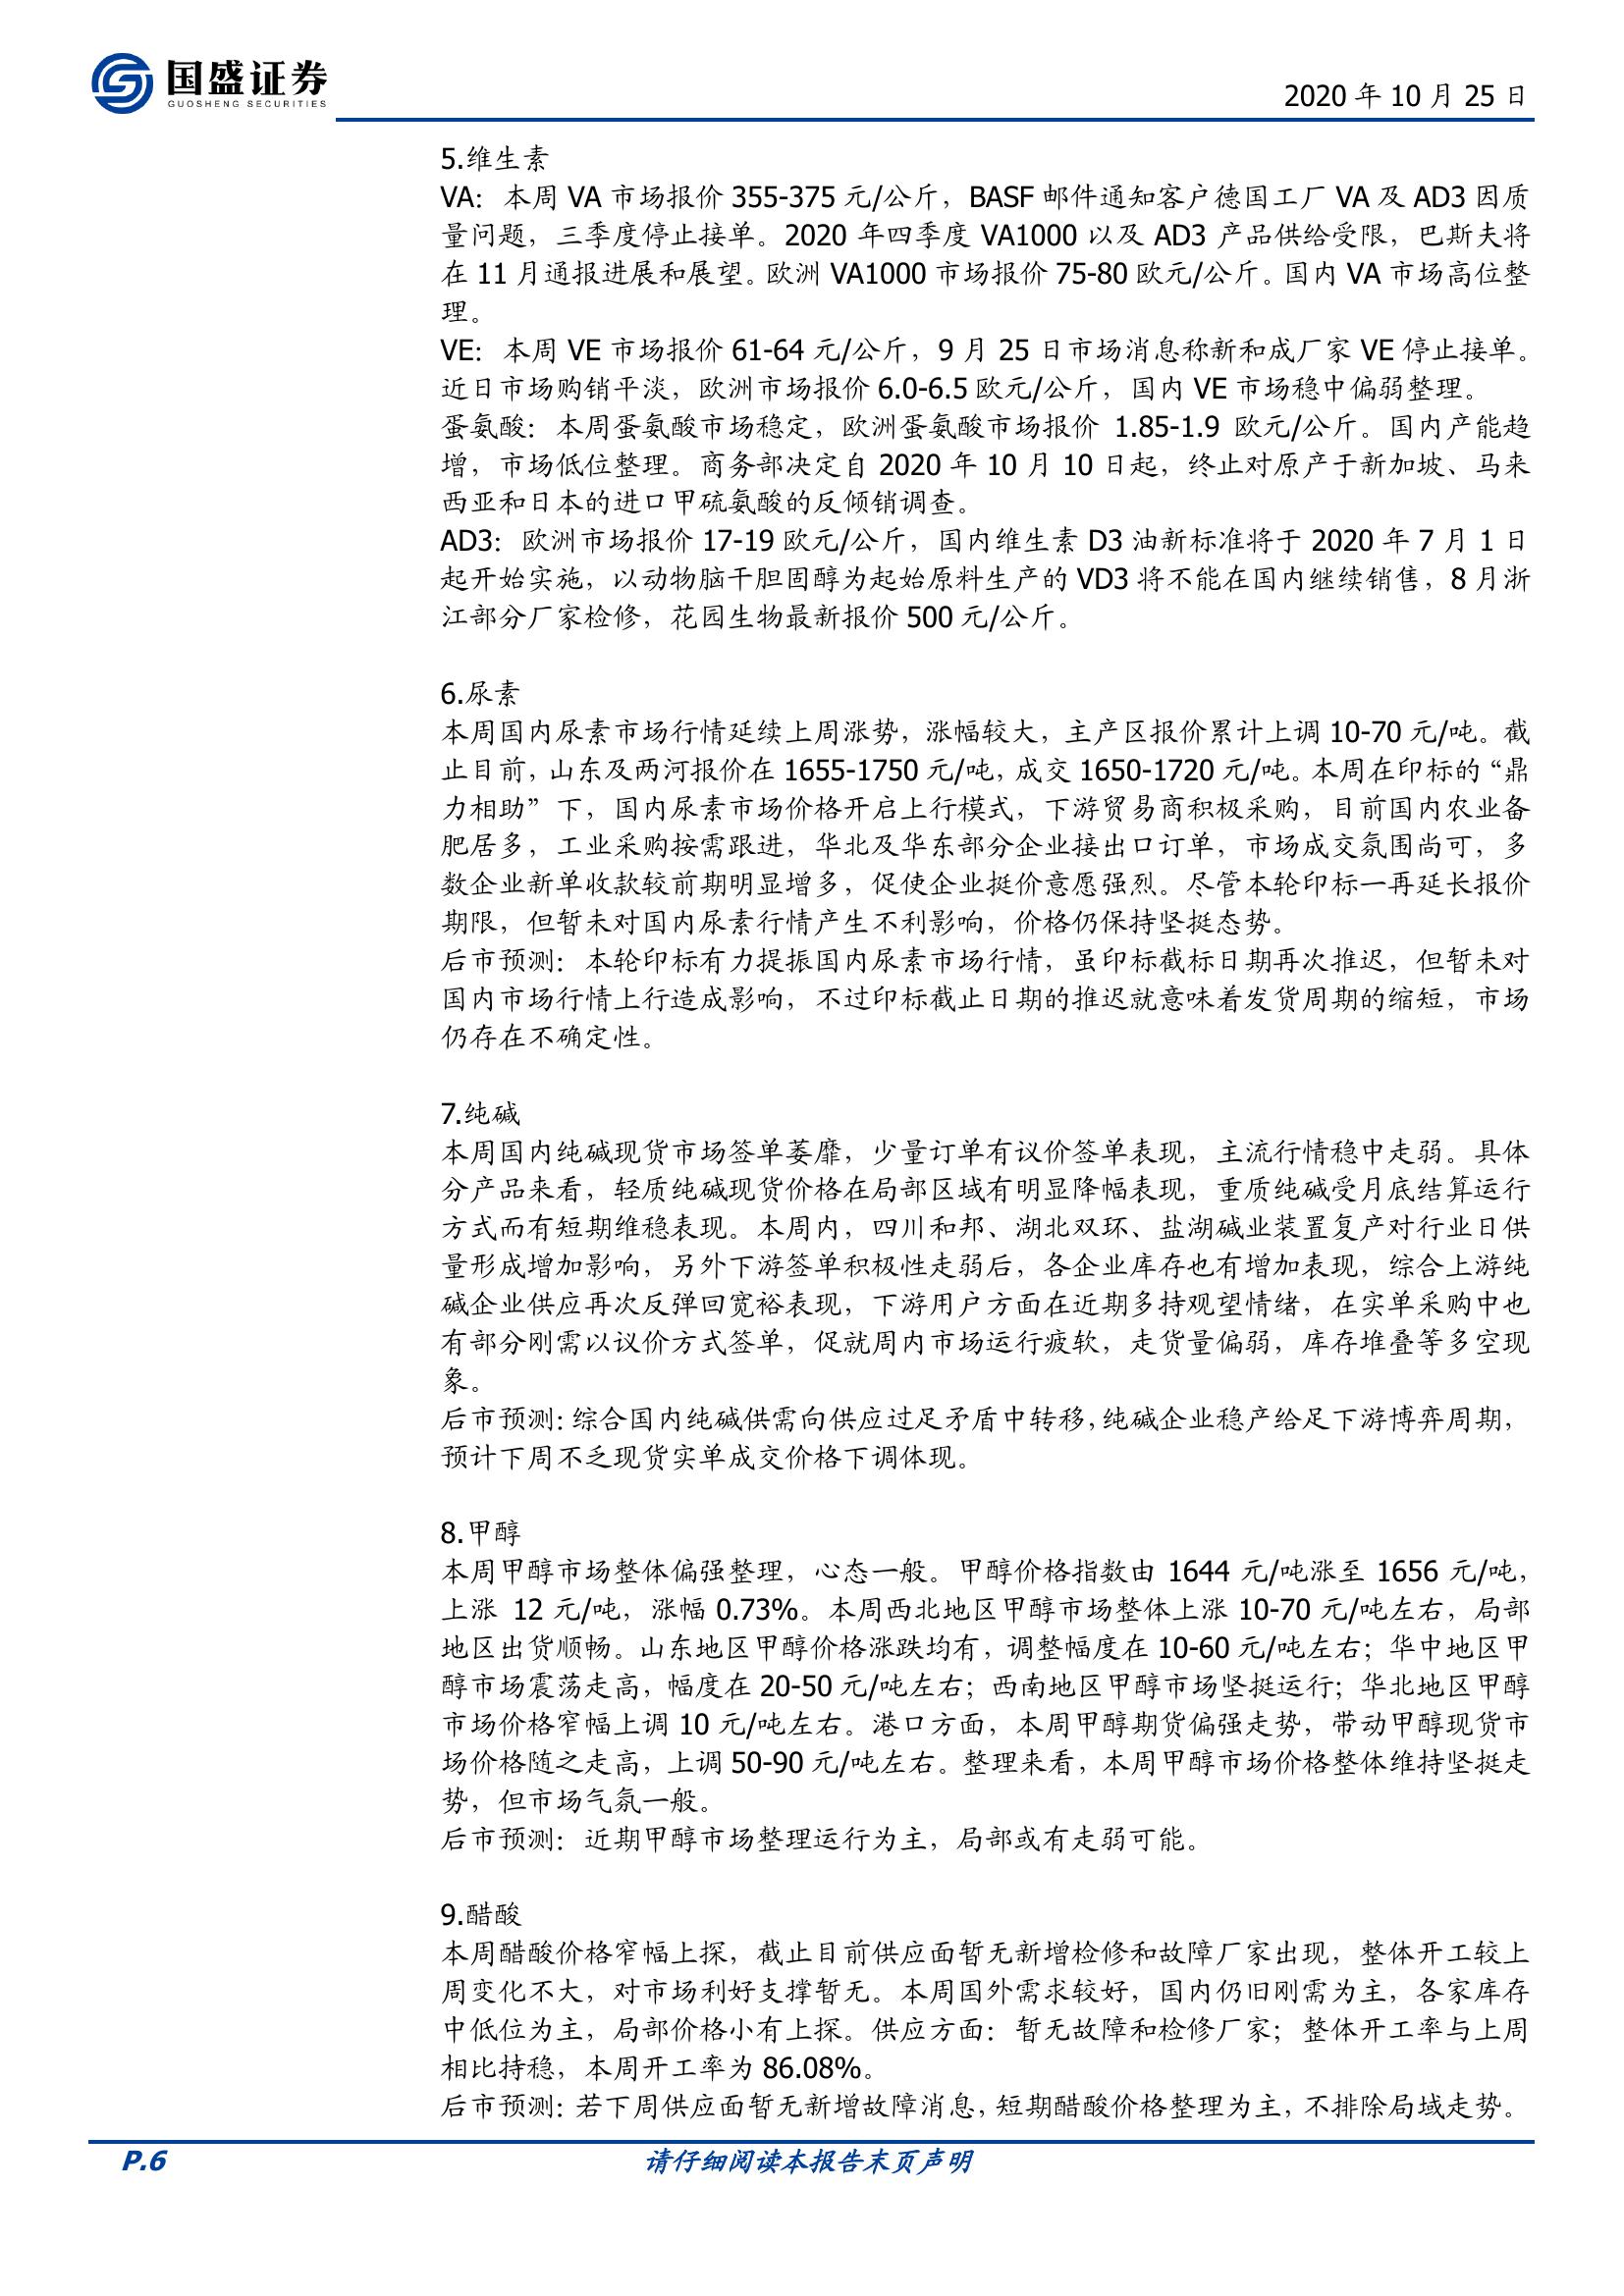 国盛证券
GUOSHENG SECURITIES
2020 年 10 月 25 日
5.维生素
VA：本周 VA 市场报价 355-375 元/公斤，BASF 邮件通知客户德国工厂 VA 及 AD3 因质
量问题，三季度停止接单。2020 年四季度 VA1000 以及 AD3 产品供给受限，巴斯夫将
在 11 月通报进展和展望。欧洲 VA1000 市场报价 75-80 欧元/公斤。国内 VA 市场高位整
理。
VE：本周 VE 市场报价 61-64 元/公斤，9 月 25 日市场消息称新和成厂家 VE 停止接单。
近日市场购销平淡，欧洲市场报价 6.0-6.5 欧元/公斤，国内 VE 市场稳中偏弱整理。
蛋氨酸：本周蛋氨酸市场稳定，欧洲蛋氨酸市场报价 1.85-1.9 欧元/公斤。国内产能趋
增，市场低位整理。商务部决定自 2020 年 10 月 10 日起，终止对原产于新加坡、马来
西亚和日本的进口甲硫氨酸的反倾销调查。
AD3：欧洲市场报价 17-19 欧元/公斤，国内维生素 D3 油新标准将于 2020 年 7 月 1 日
起开始实施，以动物脑干胆固醇为起始原料生产的 VD3 将不能在国内继续销售，8 月浙
江部分厂家检修，花园生物最新报价 500 元/公斤。
6.尿素
本周国内尿素市场行情延续上周涨势，涨幅较大，主产区报价累计上调 10-70 元/吨。截
止目前，山东及两河报价在 1655-1750 元/吨，成交 1650-1720 元/吨。本周在印标的“鼎
力相助”下，国内尿素市场价格开启上行模式，下游贸易商积极采购，目前国内农业备
肥居多，工业采购按需跟进，华北及华东部分企业接出口订单，市场成交氛围尚可，多
数企业新单收款较前期明显增多，促使企业挺价意愿强烈。尽管本轮印标一再延长报价
期限，但暂未对国内尿素行情产生不利影响，价格仍保持坚挺态势。
后市预测：本轮印标有力提振国内尿素市场行情，虽印标截标日期再次推迟，但暂未对
国内市场行情上行造成影响，不过印标截止日期的推迟就意味着发货周期的缩短，市场
仍存在不确定性。
7.纯碱
本周国内纯碱现货市场签单萎靡，少量订单有议价签单表现，主流行情稳中走弱。具体
分产品来看，轻质纯碱现货价格在局部区域有明显降幅表现，重质纯碱受月底结算运行
方式而有短期维稳表现。本周内，四川和邦、湖北双环、盐湖碱业装置复产对行业日供
量形成增加影响，另外下游签单积极性走弱后，各企业库存也有增加表现，综合上游纯
碱企业供应再次反弹回宽裕表现，下游用户方面在近期多持观望情绪，在实单采购中也
有部分刚需以议价方式签单，促就周内市场运行疲软，走货量偏弱，库存堆叠等多空现
象。
后市预测：综合国内纯碱供需向供应过足矛盾中转移，纯碱企业稳产给足下游博弈周期，
预计下周不乏现货实单成交价格下调体现。
8.甲醇
本周甲醇市场整体偏强整理，心态一般。甲醇价格指数由 1644 元/吨涨至 1656 元/吨，
上涨 12 元/吨，涨幅 0.73%。本周西北地区甲醇市场整体上涨 10-70 元/吨左右，局部
地区出货顺畅。山东地区甲醇价格涨跌均有，调整幅度在 10-60 元/吨左右；华中地区甲
醇市场震荡走高，幅度在 20-50 元/吨左右；西南地区甲醇市场坚挺运行；华北地区甲醇
市场价格窄幅上调 10 元/吨左右。港口方面，本周甲醇期货偏强走势，带动甲醇现货市
场价格随之走高，上调 50-90 元/吨左右。整理来看，本周甲醇市场价格整体维持坚挺走
势，但市场气氛一般。
后市预测：近期甲醇市场整理运行为主，局部或有走弱可能。
9.醋酸
本周醋酸价格窄幅上探，截止目前供应面暂无新增检修和故障厂家出现，整体开工较上
周变化不大，对市场利好支撑暂无。本周国外需求较好，国内仍旧刚需为主，各家库存
中低位为主，局部价格小有上探。供应方面：暂无故障和检修厂家；整体开工率与上周
相比持稳，本周开工率为 86.08%。
后市预测：若下周供应面暂无新增故障消息，短期醋酸价格整理为主，不排除局域走势。
P.6
请仔细阅读本报告末页声明